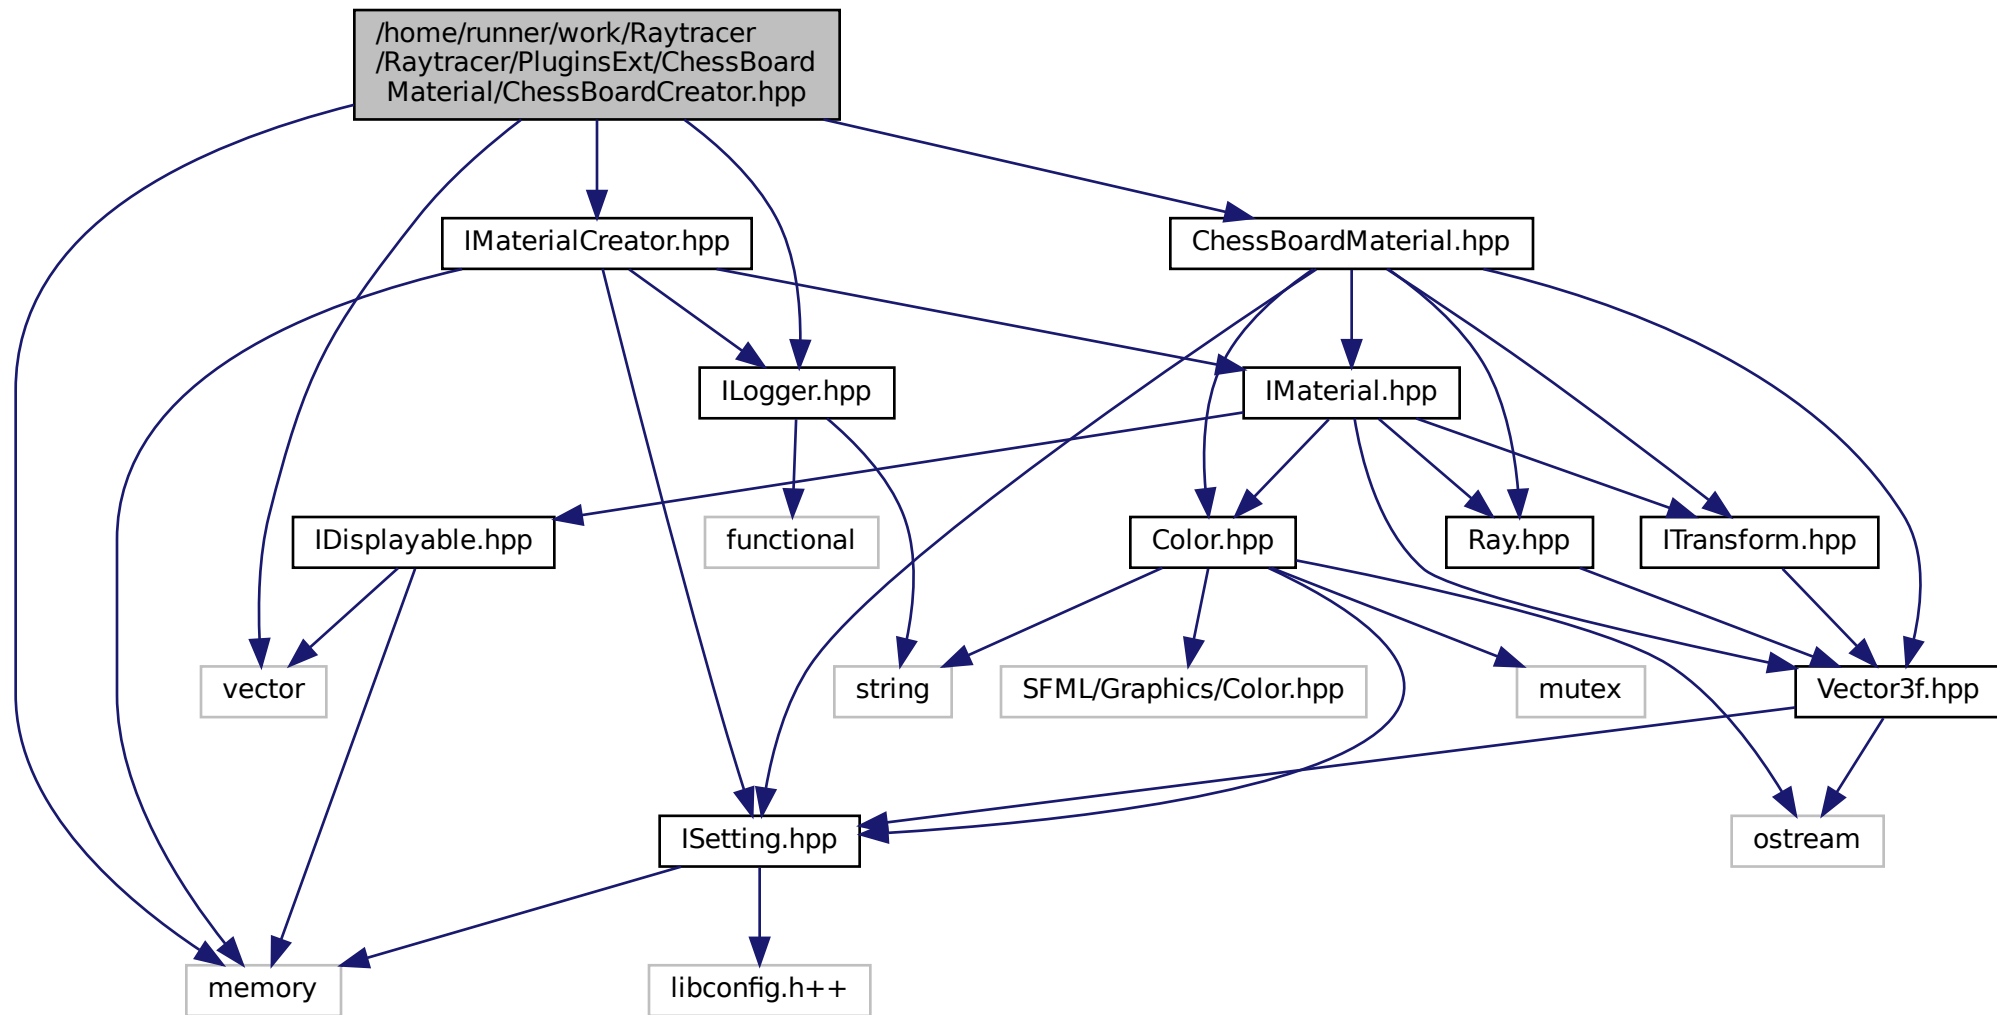 /home/runner/work/Raytracer
/Raytracer/PluginsExt/ChessBoard
Material/ChessBoardCreator.hpp
IMaterialCreator.hpp
ChessBoardMaterial.hpp
ILogger.hpp
IMaterial.hpp
IDisplayable.hpp
functional
Color.hpp
Ray.hpp
ITransform.hpp
vector
string
SFML/Graphics/Color.hpp
mutex
Vector3f.hpp
ISetting.hpp
ostream
memory
libconfig.h++